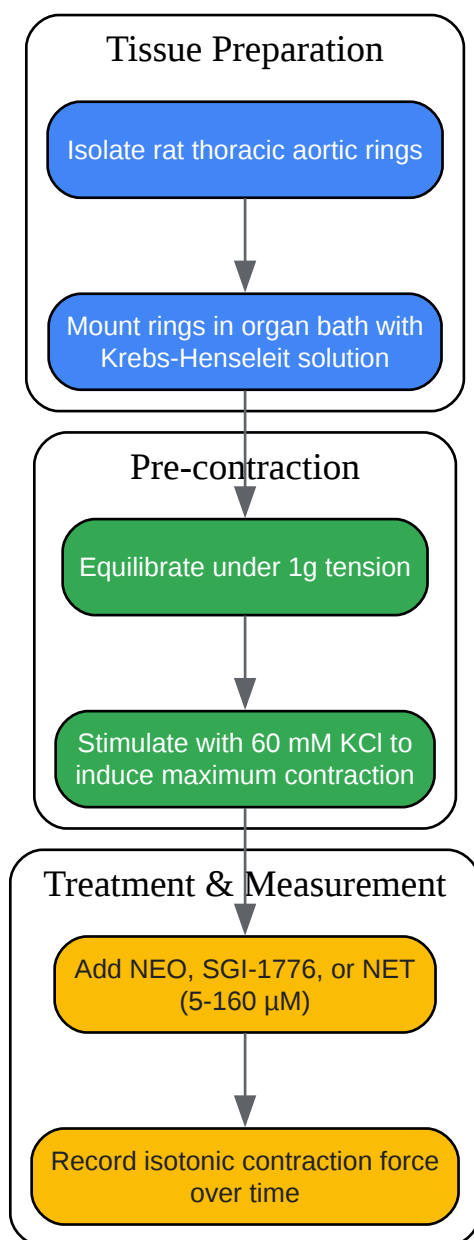 Tissue Preparation
Isolate rat thoracic aortic rings
Mount rings in organ bath with
Krebs-Henseleit solution
Pre-contraction
Equilibrate under 1g tension
Stimulate with 60 mM KCl to
induce maximum contraction
Treatment & Measurement
Add NEO, SGI-1776, or NET
(5-160 µM)
Record isotonic contraction force
over time